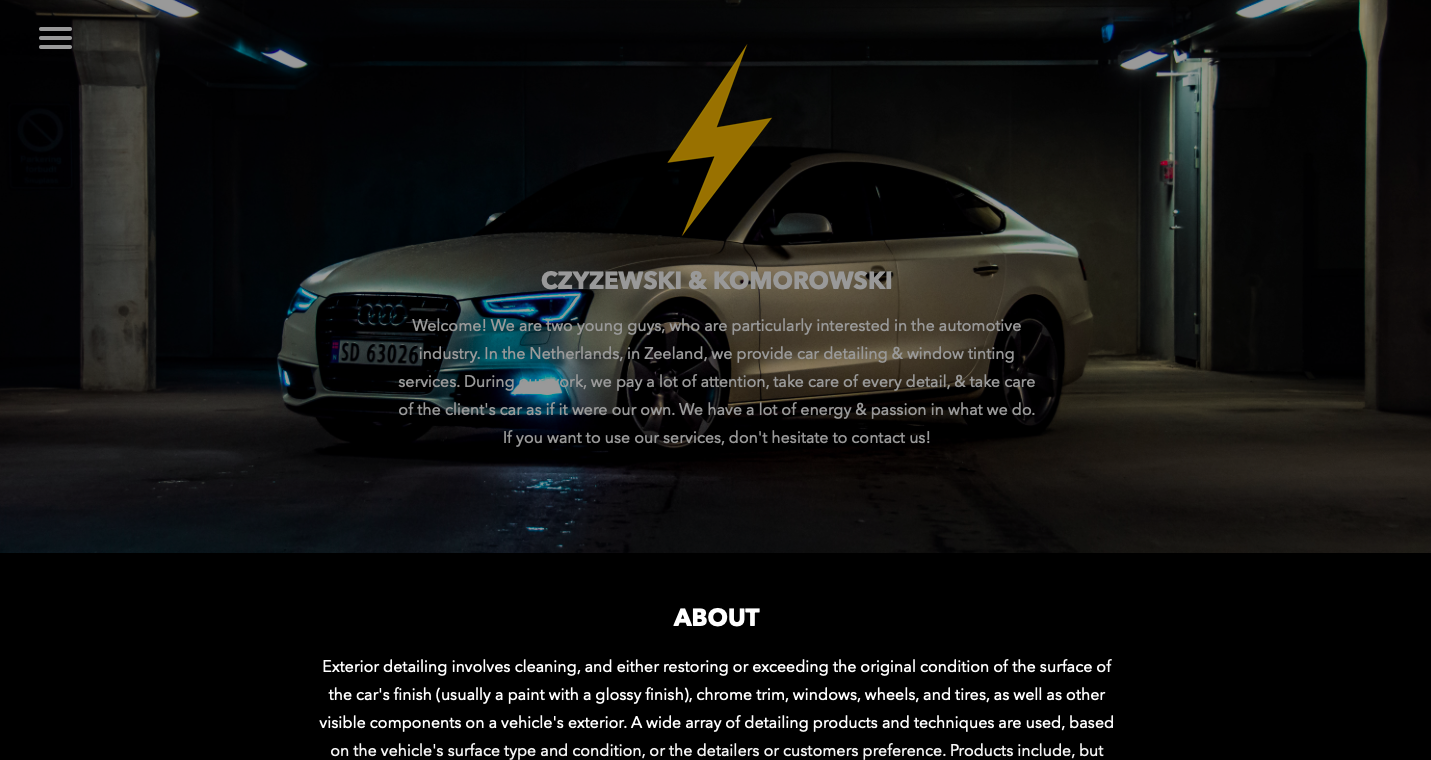 CZYZEWSKI & KOMOROWSKI
Welcome! We are two young guys, who are particularly interested in the automotive
industry. In the Netherlands, in Zeeland, we provide car detailing & window tinting
services. During our work, we pay a lot of attention, take care of every detail, & take care
of the client's car as if it were our own. We have a lot of energy & passion in what we do.
SD 63026
If you want to use our services, don't hesitate to contact us!
ABOUT
Exterior detailing involves cleaning, and either restoring or exceeding the original condition of the surface of
the car's finish (usually a paint with a glossy finish), chrome trim, windows, wheels, and tires, as well as other
visible components on a vehicle's exterior. A wide array of detailing products and techniques are used, based
on the vehicle's surface type and condition, or the detailers or customers preference. Products include, but